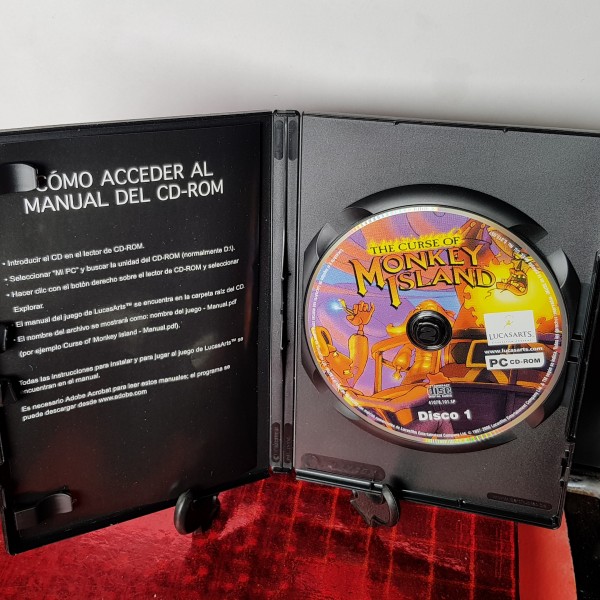 CÓMO ACCEDER AL
MANUAL DEL CD-ROM
• Introducir el CD en el lector de CD-ROM.
• Seleccionar "Mi PC" y buscar la unidad del CD-ROM (normalmente D:).
• Hacer clic con el botón derecho sobre el lector de CD-ROM y seleccionar
Explorar.
• El manual del juego de LucasArts™ se encuentra en la carpeta raíz del CD
• El nombre del archivo se mostrará como: nombre del juego - Manual.pdf
(por ejemplo Curse of Monkey Island - Manual.pdf).
Todas las instrucciones para instalar y para jugar al juego de LucasArts™ se
encuentran en el manual.
Es necesario Adobe Acrobat para leer estos manuales; el programa se
puede descargar desde www.adobe.com
THE CURSE OF
MONKEY
ISLAND
LUCASARTS
www.lucasarts.com
PC CD-ROM
Disco 1